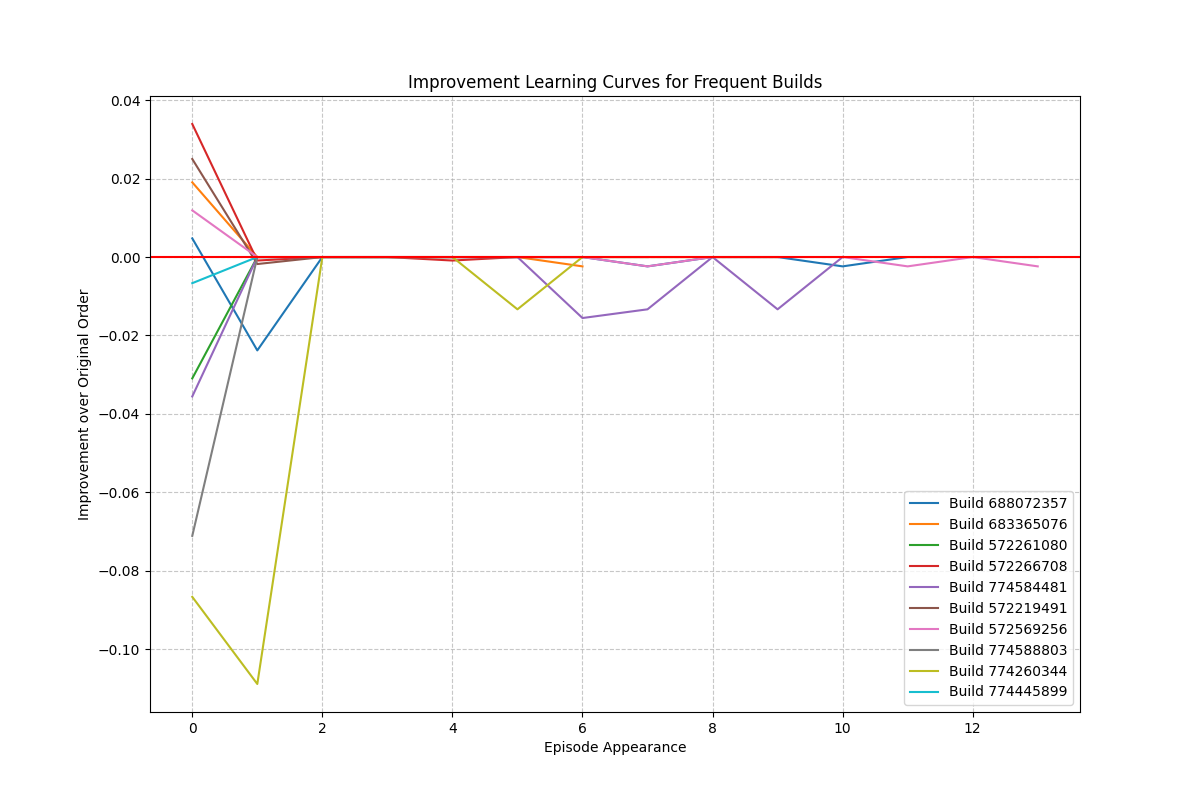 Improvement Learning Curves for Frequent Builds
Improvement over Original Order
0.04
0.02
0.00
−0.02
−0.04
−0.06
−0.08
−0.10
0 2 4 6 8 10 12
Episode Appearance
Build 688072357
Build 683365076
Build 572261080
Build 572266708
Build 774584481
Build 572219491
Build 572569256
Build 774588803
Build 774260344
Build 774445899